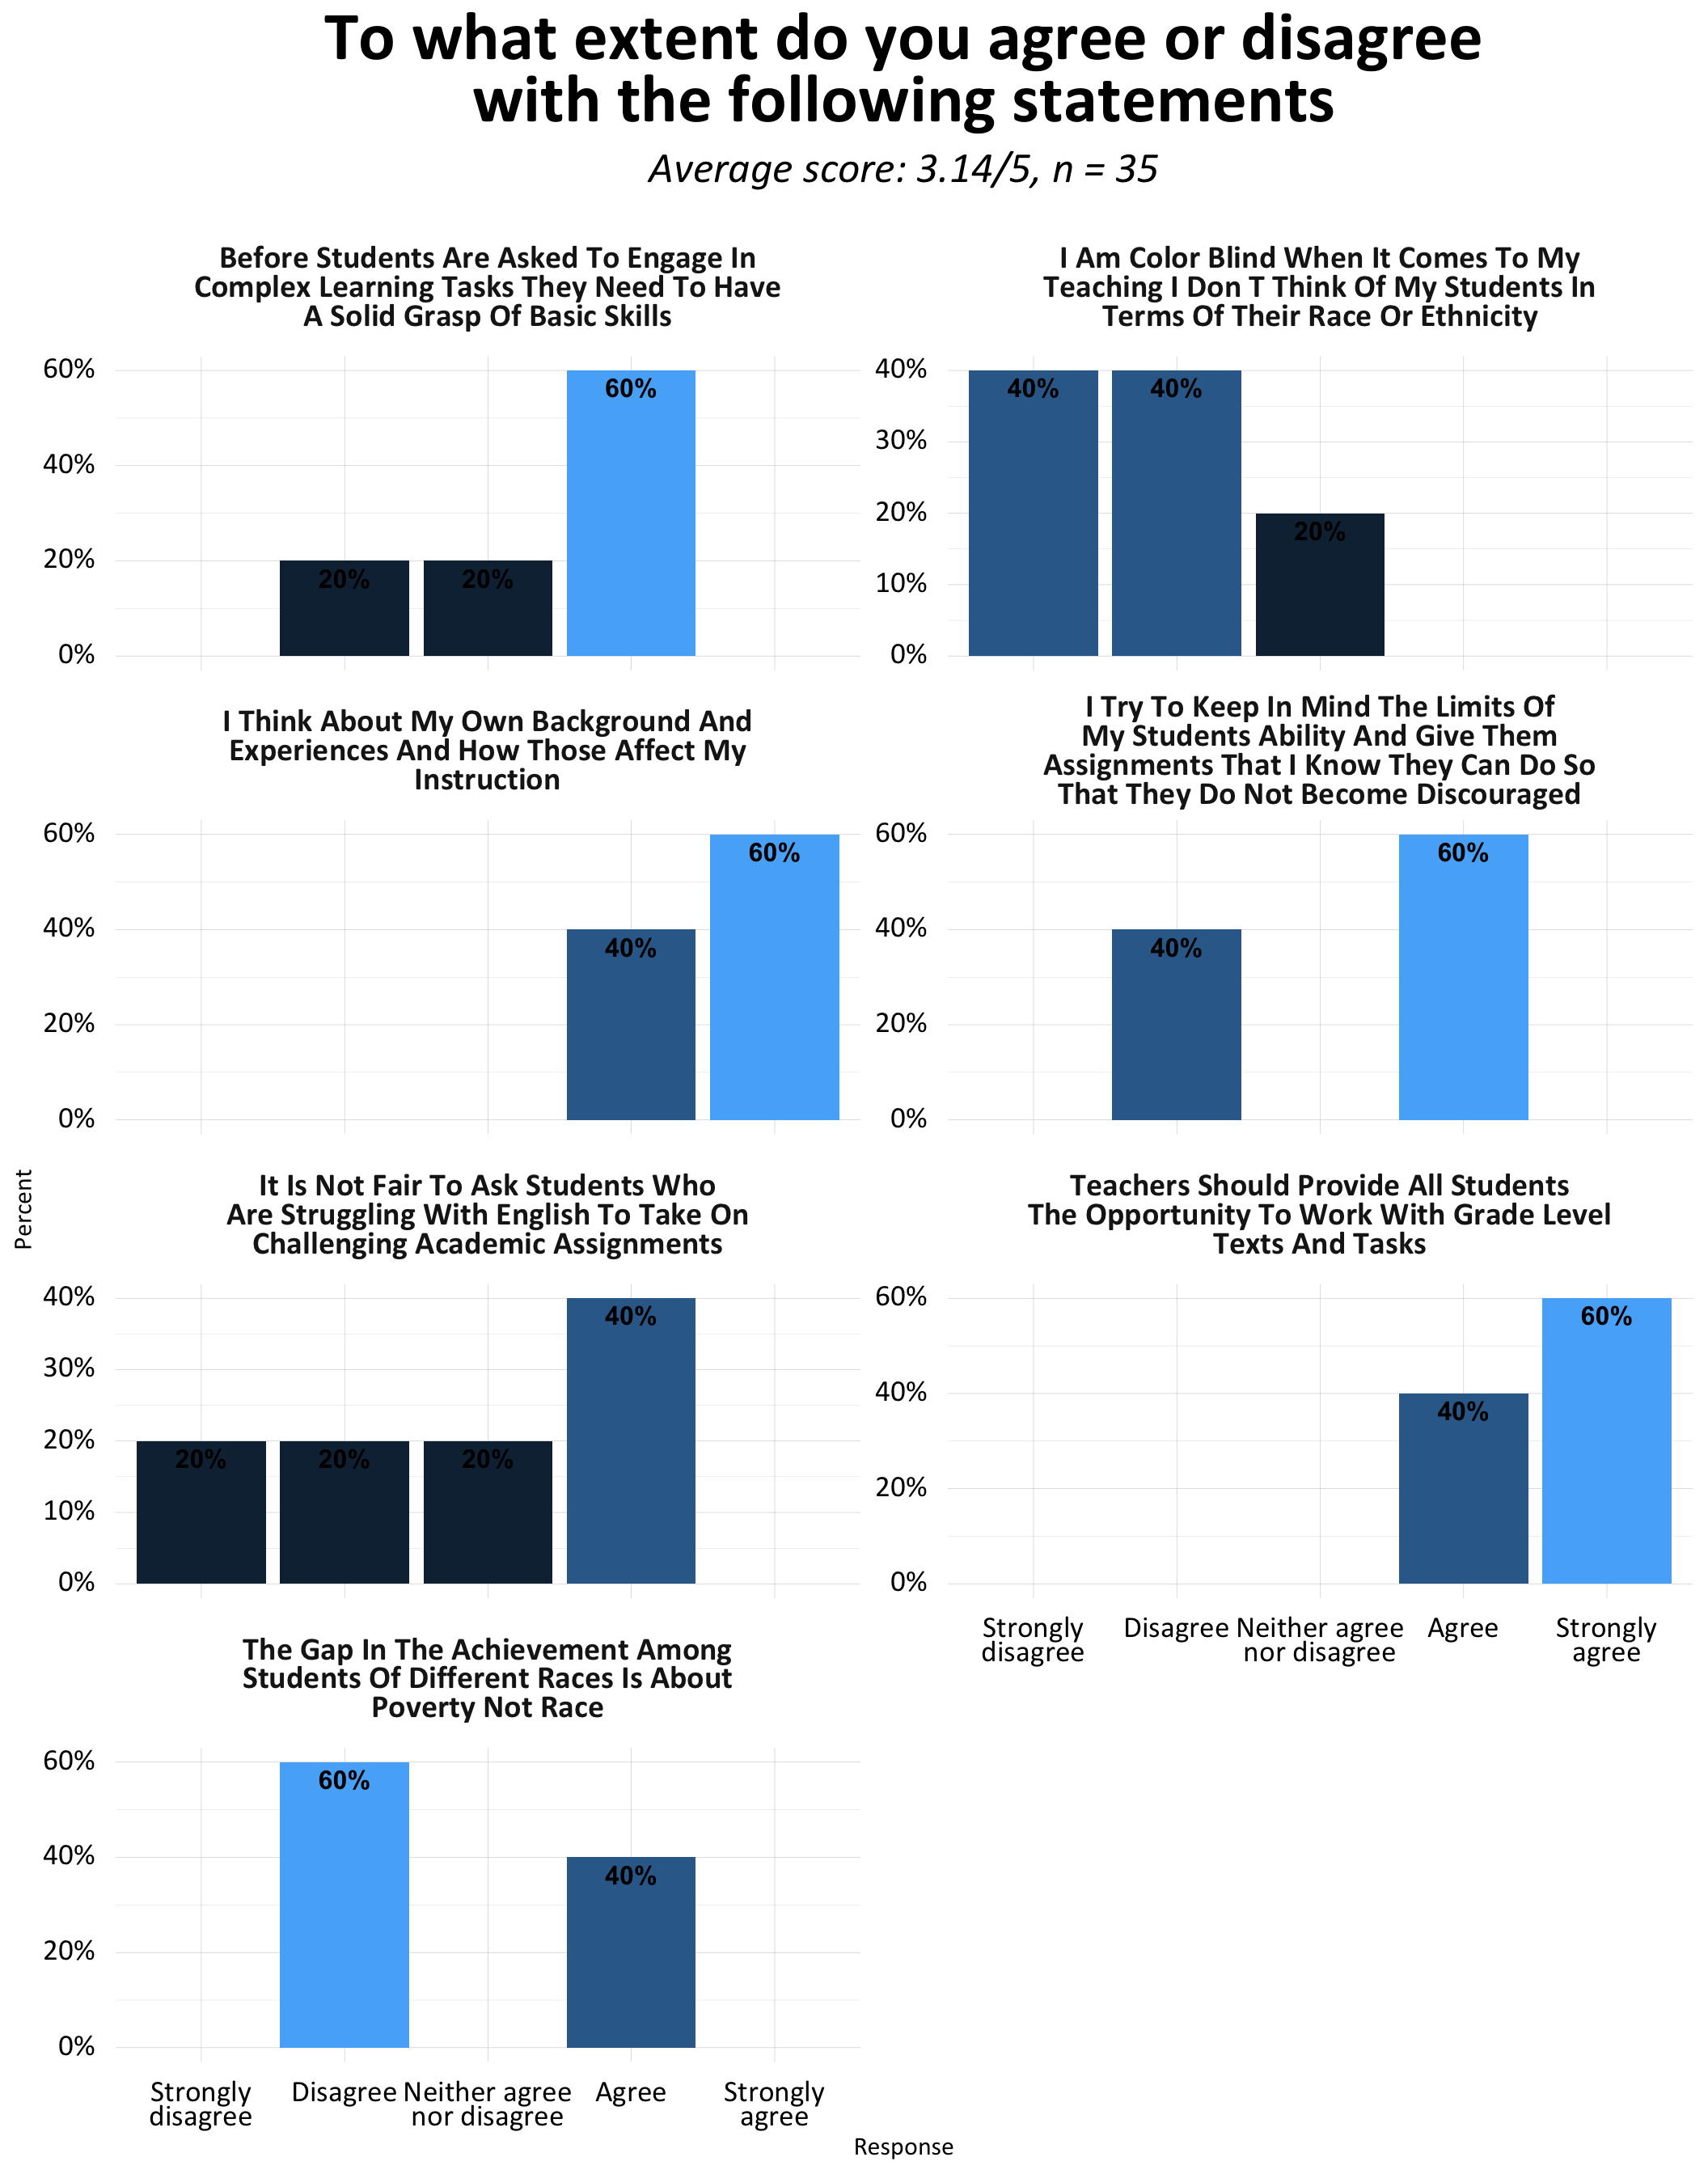 To what extent do you agree or disagree
with the following statements
Average score: 3.14/5, n = 35
Before Students Are Asked To Engage In
Complex Learning Tasks They Need To Have
A Solid Grasp Of Basic Skills
60%
40%
20%
0%
20%
20%
60%
I Am Color Blind When It Comes To My
Teaching I Don T Think Of My Students In
Terms Of Their Race Or Ethnicity
40%
30%
20%
10%
0%
40%
40%
20%
I Think About My Own Background And
Experiences And How Those Affect My
Instruction
60%
40%
20%
0%
40%
60%
I Try To Keep In Mind The Limits Of
My Students Ability And Give Them
Assignments That I Know They Can Do So
That They Do Not Become Discouraged
60%
40%
20%
0%
40%
60%
Percent
It Is Not Fair To Ask Students Who
Are Struggling With English To Take On
Challenging Academic Assignments
40%
30%
20%
10%
0%
20%
20%
20%
40%
Teachers Should Provide All Students
The Opportunity To Work With Grade Level
Texts And Tasks
60%
40%
20%
0%
40%
60%
Strongly
disagree
Disagree
Neither agree
nor disagree
Agree
Strongly
agree
The Gap In The Achievement Among
Students Of Different Races Is About
Poverty Not Race
60%
40%
20%
0%
60%
40%
Strongly
disagree
Disagree
Neither agree
nor disagree
Agree
Strongly
agree
Response